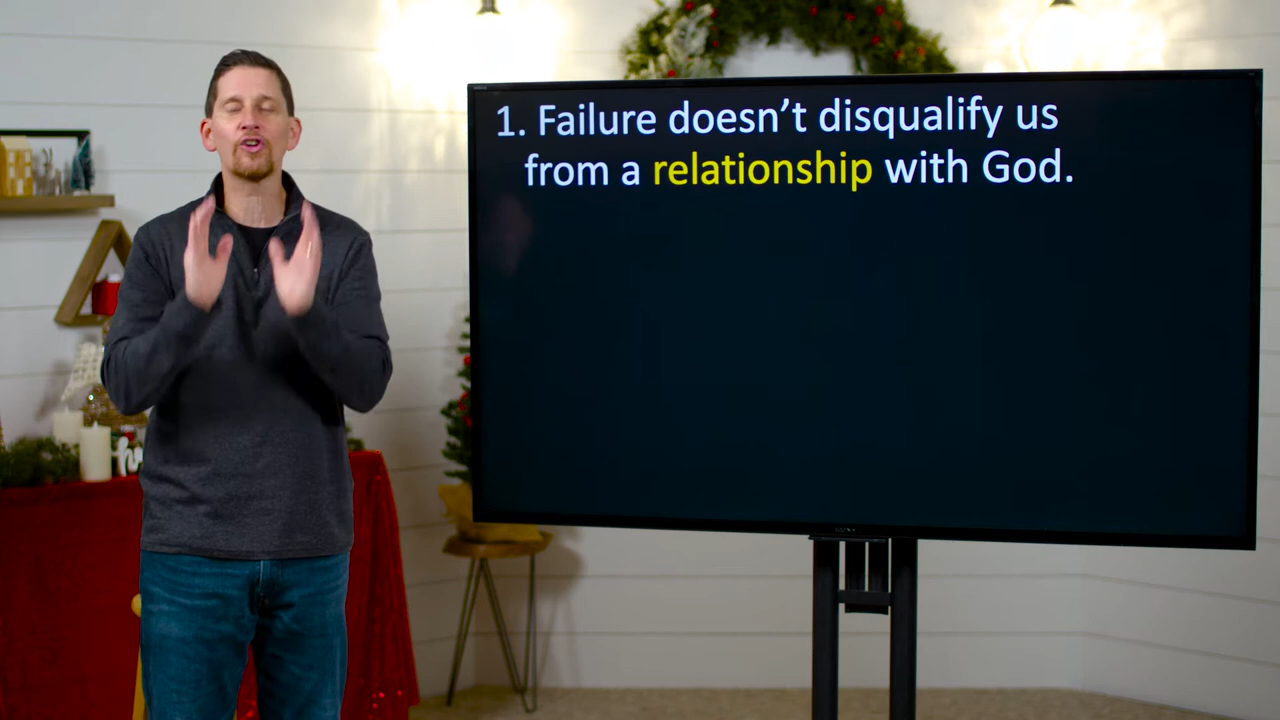 1. Failure doesn’t disqualify us
from a relationship with God.